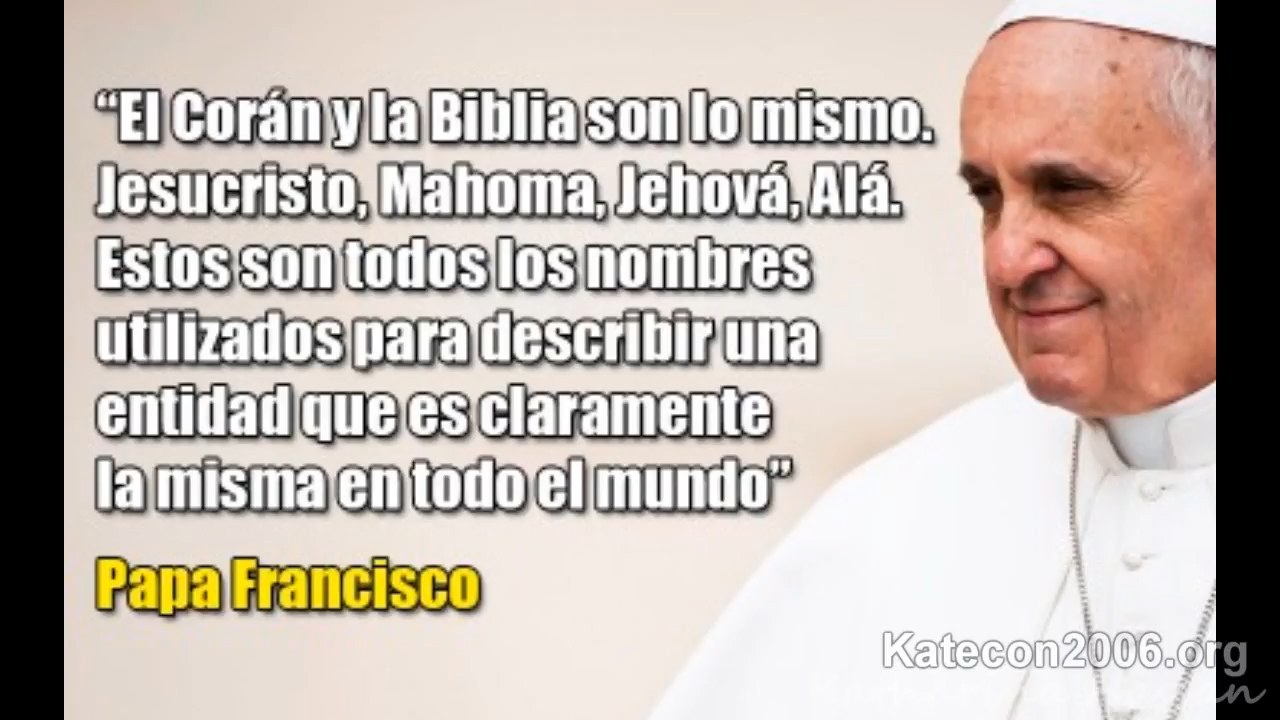 “El Corán y la Biblia son lo mismo.
Jesucristo, Mahoma, Jehová, Alá.
Estos son todos los nombres
utilizados para describir una
entidad que es claramente
la misma en todo el mundo”
Papa Francisco
Katecon2006.org